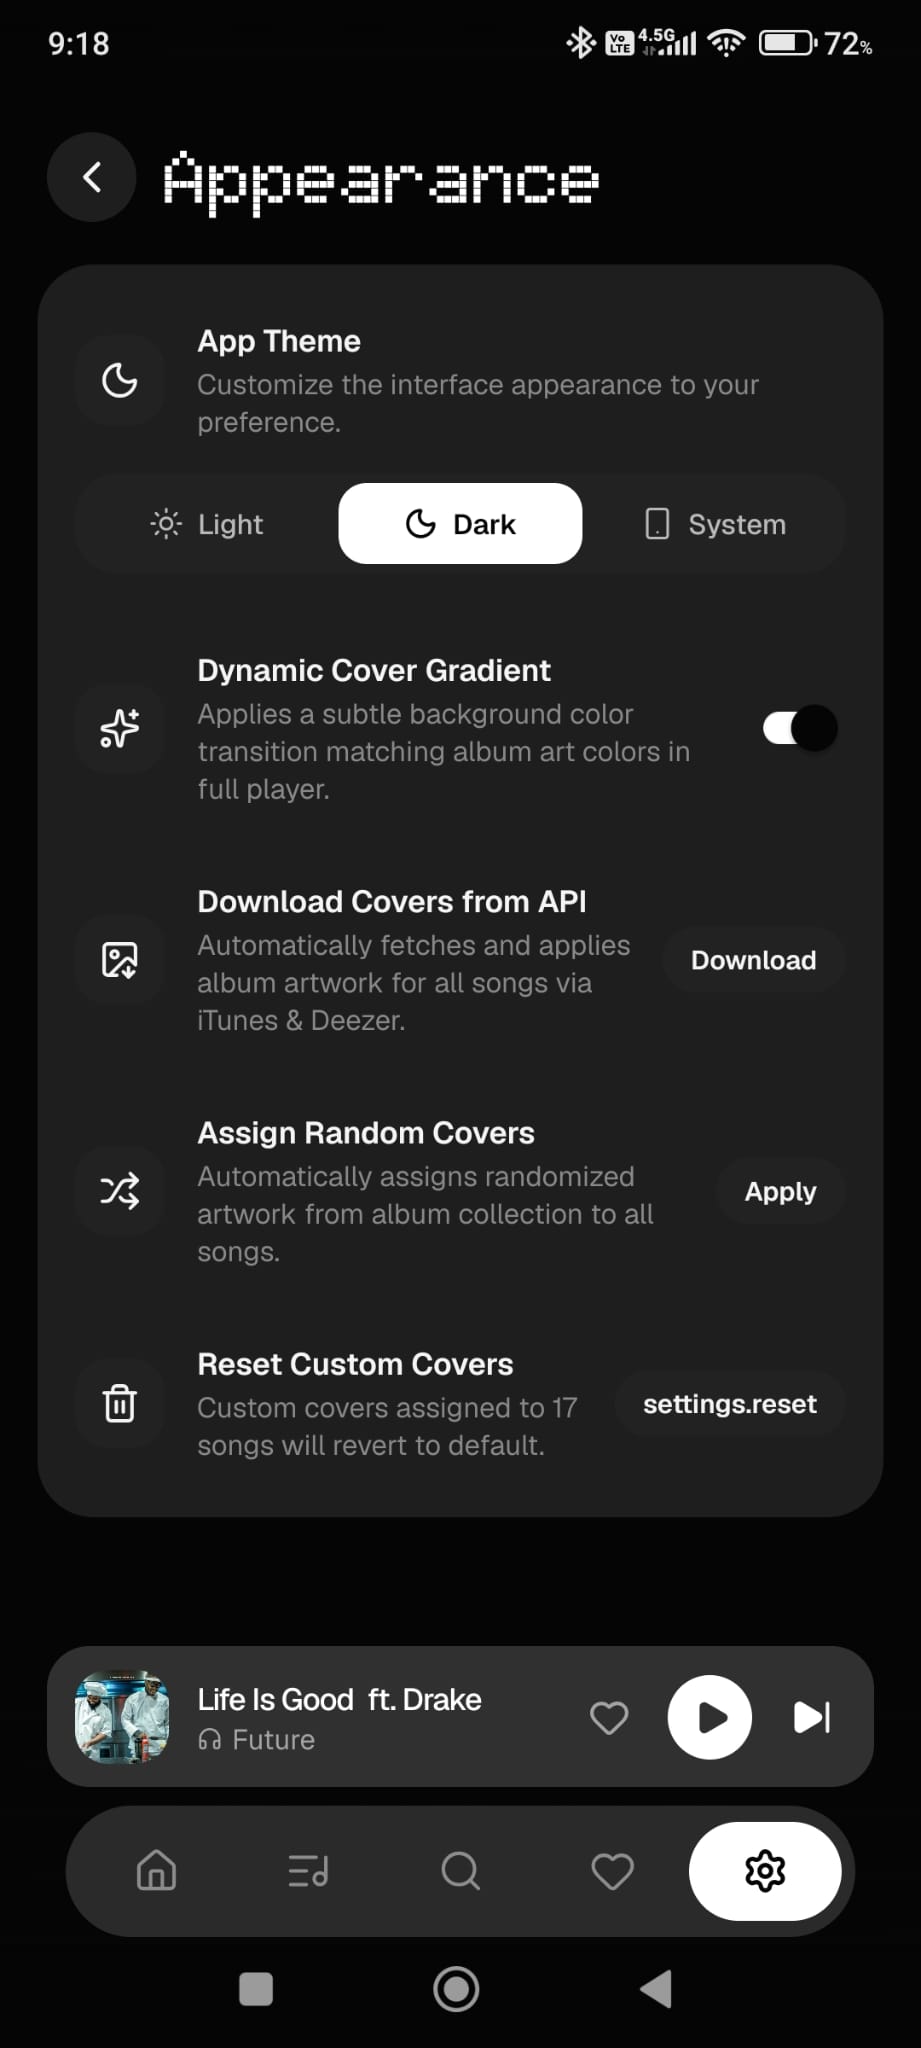 9:18
Vo LTE 4.5G 72%
Appearance
App Theme
Customize the interface appearance to your
preference.
Light Dark System
Dynamic Cover Gradient
Applies a subtle background color
transition matching album art colors in
full player.
Download Covers from API
Automatically fetches and applies
album artwork for all songs via
iTunes & Deezer.
Download
Assign Random Covers
Automatically assigns randomized
artwork from album collection to all
songs.
Apply
Reset Custom Covers
Custom covers assigned to 17
songs will revert to default.
settings.reset
Life Is Good ft. Drake
Future